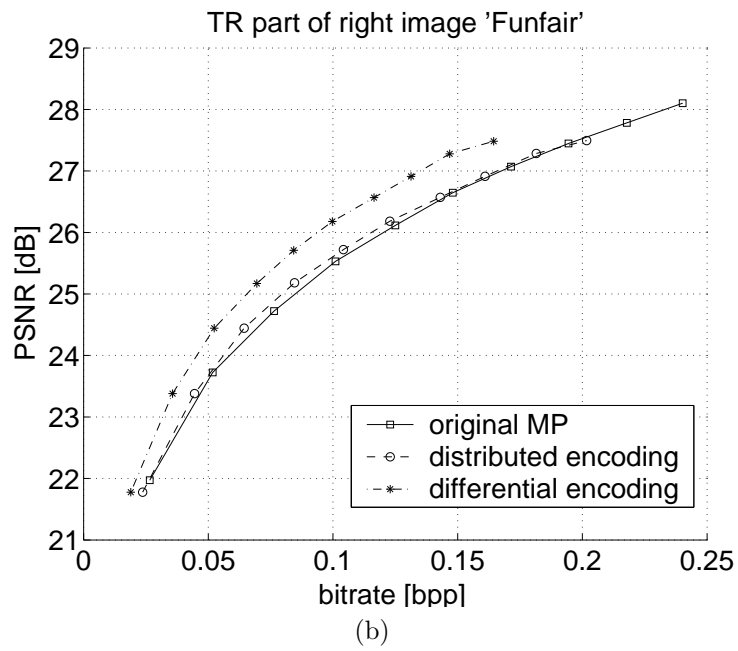 TR part of right image 'Funfair'
29
28
27
26
25
24
23
22
21
PSNR [dB]
original MP
distributed encoding
differential encoding
0 0.05 0.1 0.15 0.2 0.25
bitrate [bpp]
(b)